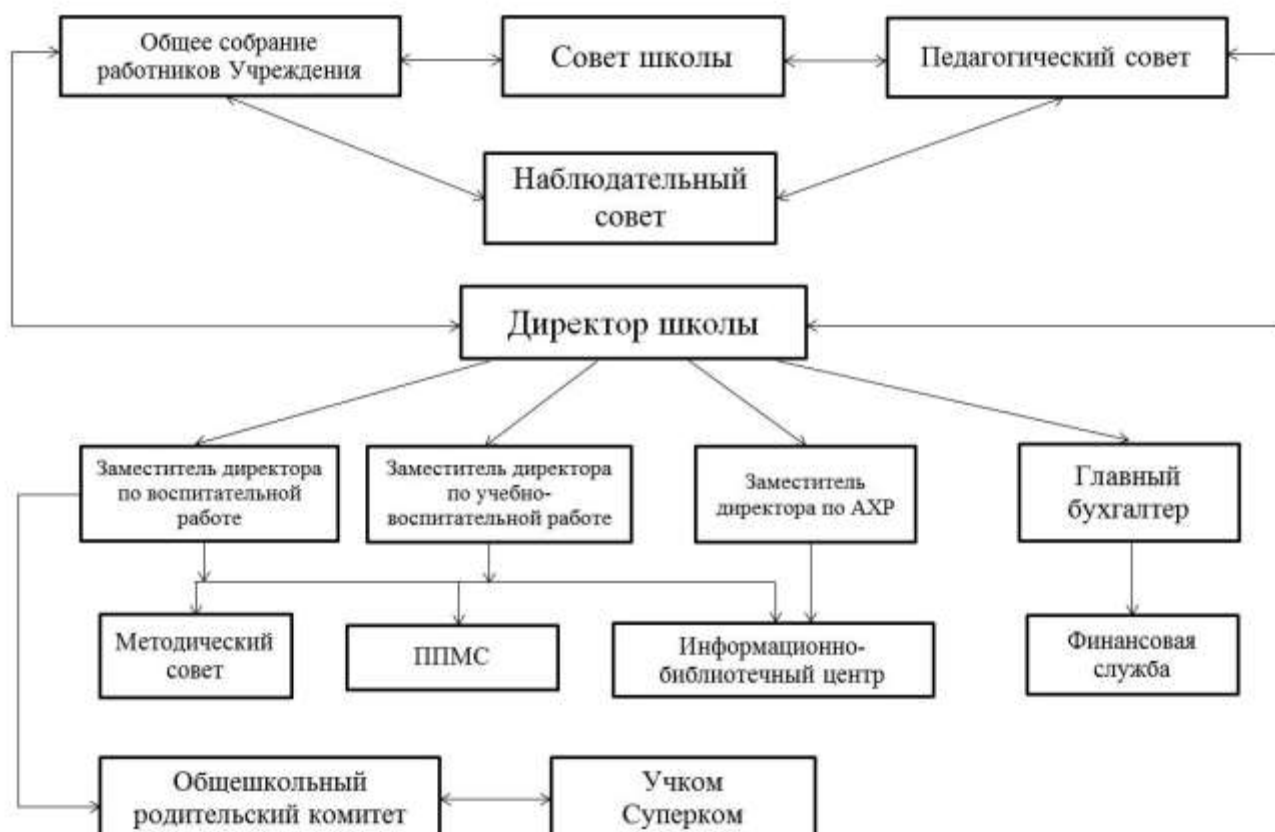 Общее собрание
работников Учреждения
Совет школы
Педагогический совет
Наблюдательный
совет
Директор школы
Заместитель директора
по воспитательной
работе
Заместитель директора
по учебно-
воспитательной работе
Заместитель
директора по АХР
Главный
бухгалтер
Методический
совет
ППМС
Информационно-
библиотечный центр
Финансовая
служба
Общешкольный
родительский комитет
Учком
Суперком